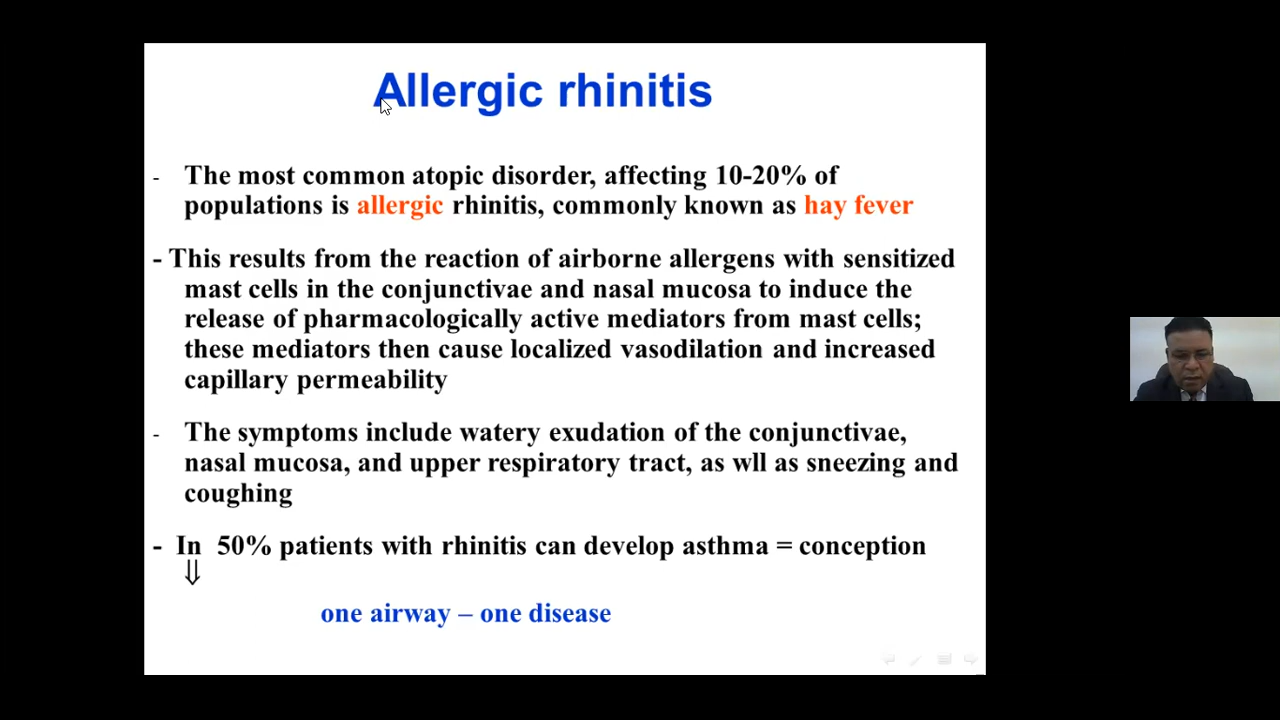 Allergic rhinitis
- The most common atopic disorder, affecting 10-20% of
populations is allergic rhinitis, commonly known as hay fever
- This results from the reaction of airborne allergens with sensitized
mast cells in the conjunctivae and nasal mucosa to induce the
release of pharmacologically active mediators from mast cells;
these mediators then cause localized vasodilation and increased
capillary permeability
- The symptoms include watery exudation of the conjunctivae,
nasal mucosa, and upper respiratory tract, as wll as sneezing and
coughing
- In 50% patients with rhinitis can develop asthma = conception
⇓
one airway – one disease